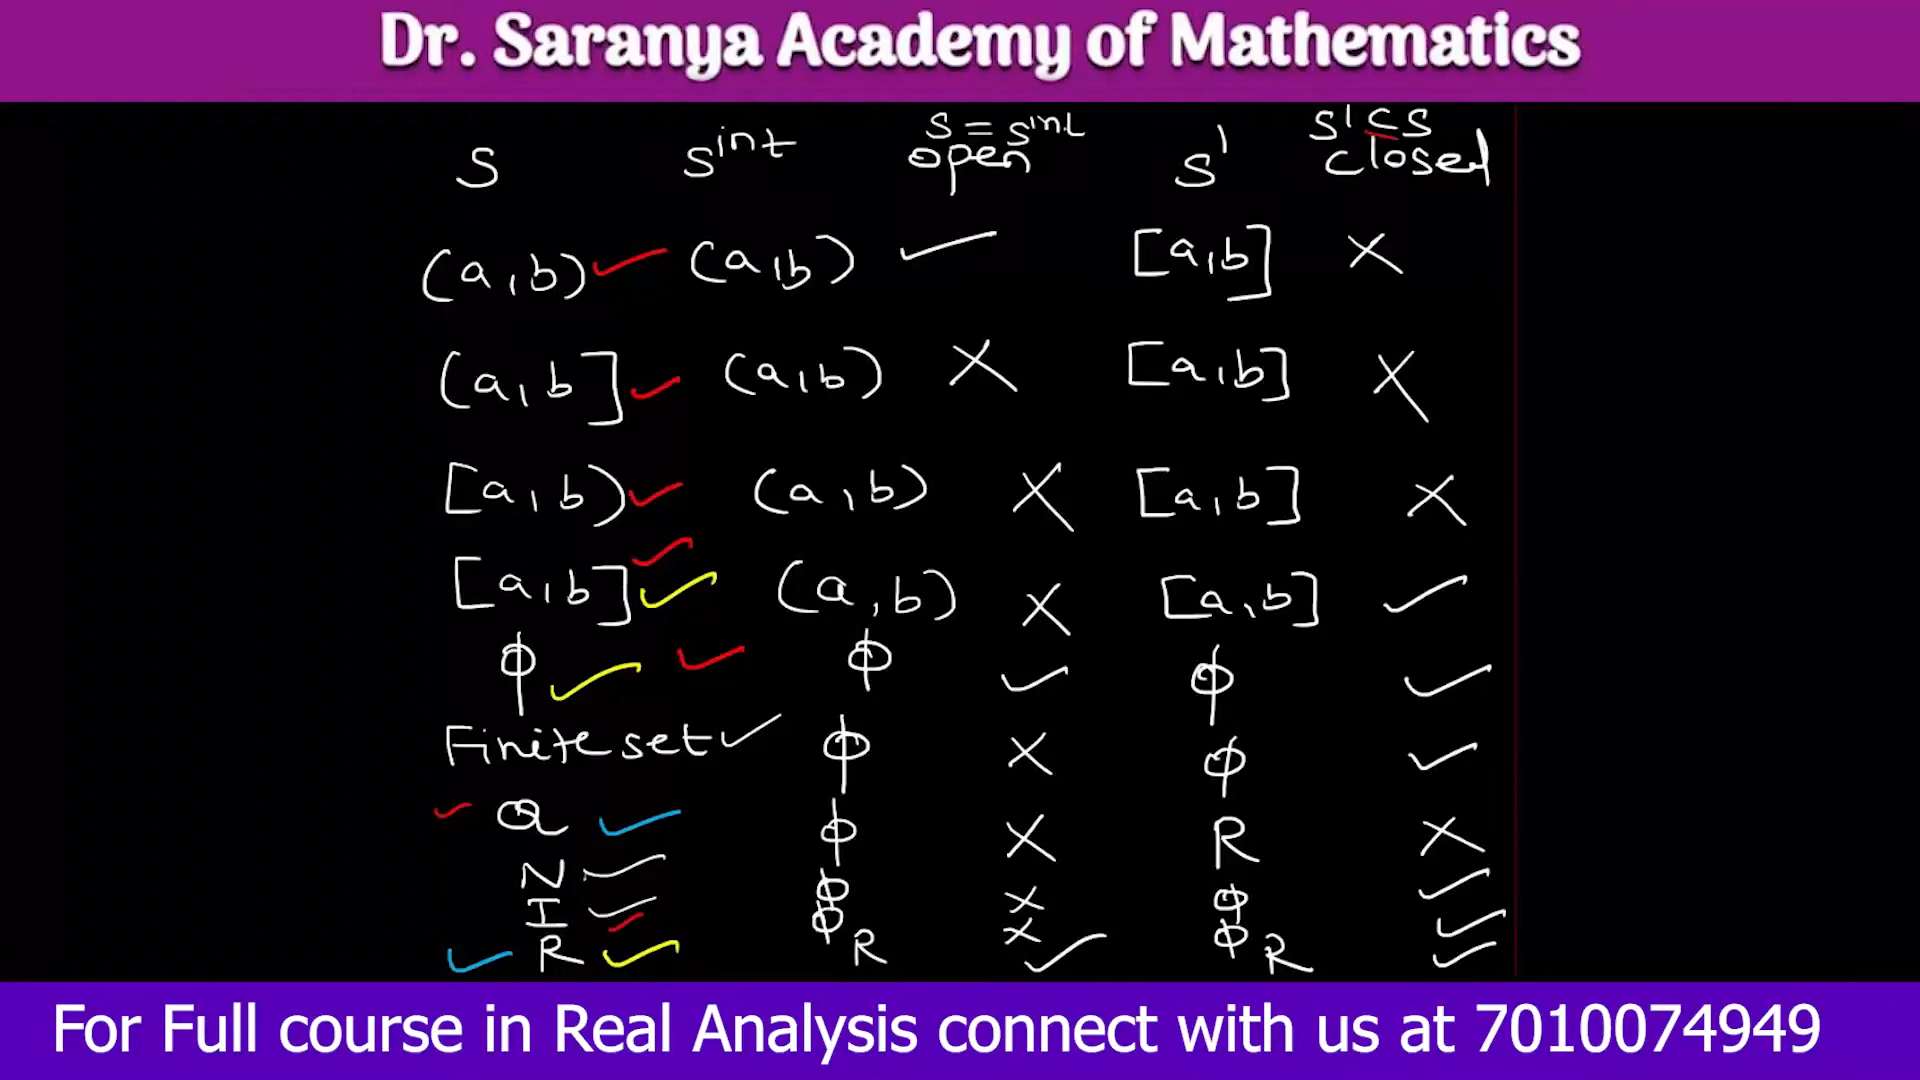 Dr. Saranya Academy of Mathematics
S S^int S = S^int open S' S' ⊂ S closed
(a, b) ✓ (a, b) ✓ [a, b] ×
(a, b] ✓ (a, b) × [a, b] ×
[a, b) ✓ (a, b) × [a, b] ×
[a, b] ✓ ✓ (a, b) × [a, b] ✓
ϕ ✓ ✓ ϕ ✓ ϕ ✓
Finite set ✓ ϕ × ϕ ✓
✓ Q ✓ ϕ × R ×
N ✓ ϕ × ϕ ✓
I ✓ ✓ ϕ × ϕ ✓
✓ R ✓ R ✓ R ✓
For Full course in Real Analysis connect with us at 7010074949